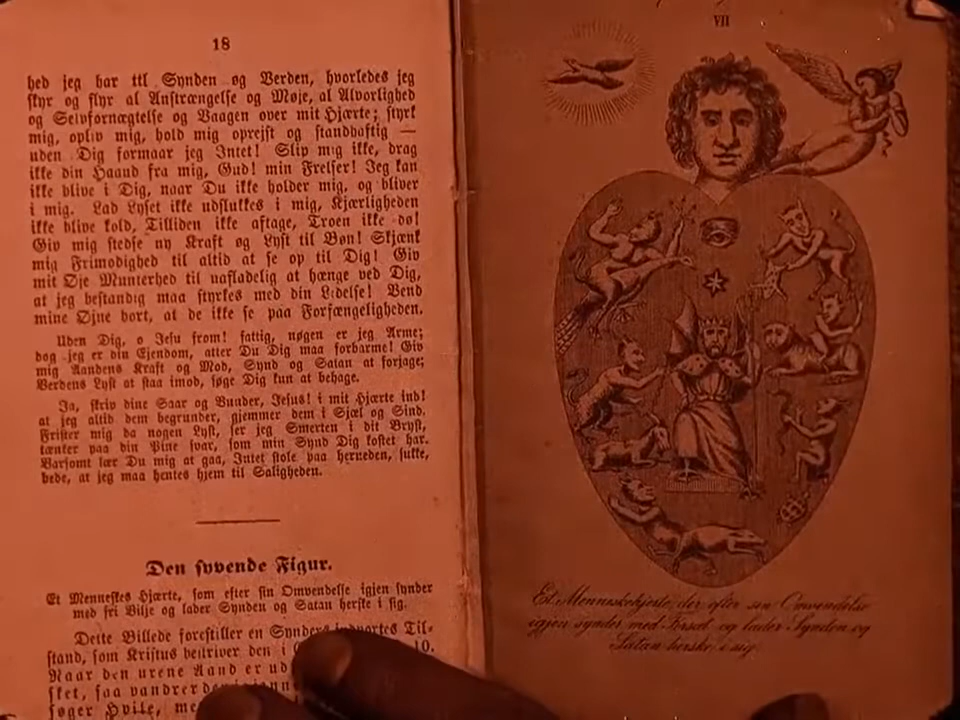 18
hed jeg har ttl Synden og Verden, hvorledes jeg
skyr og flyr al Anstrængelse og Møje, al Alvorlighed
og Selvfornægtelse og Vaagen over mit Hjærte; styrk
mig, opliv mig, hold mig oprejst og standhaftig —
uden Dig formaar jeg Intet! Slip mig ikke, drag
ikke din Haand fra mig, Gud! min Frelser! Jeg kan
ikke blive i Dig, naar Du ikke holder mig, og bliver
i mig. Lad Lyset ikke udslukkes i mig, Kjærligheden
ikke blive kold, Tilliden ikke aftage, Troen ikke dø!
Giv mig stedse ny Kraft og Lyst til Bøn! Skjænk
mig Frimodighed til altid at se op til Dig! Giv
mit Øje Munterhed til uafladelig at hænge ved Dig,
at jeg bestandig maa styrkes med din Lidelse! Vend
mine Øjne bort, at de ikke se paa Forfængeligheden.
Uden Dig, o Jesu from! fattig, nøgen er jeg Arme;
dog jeg er din Ejendom, atter Du Dig maa forbarme! Giv
mig Aandens Kraft og Mod, Synd og Satan at forjage;
Verdens Lyst at staa imod, søge Dig kun at behage.
Ja, skriv dine Saar og Vunder, Jesus! i mit Hjærte ind!
at jeg altid dem begrunder, gjemmer dem i Sjæl og Sind.
Frister mig da nogen Lyst, ser jeg Smerten i dit Bryst,
tænker paa din Pine svar, som min Synd Dig kostet har.
Varsomt lær Du mig at gaa, Intet stole paa herneden, sukke,
bede, at jeg maa hentes hjem til Saligheden.
Den syvende Figur.
Et Menneskes Hjærte, som efter sin Omvendelse igjen synder
med fri Vilje og lader Synden og Satan herske i sig.
Dette Billede forestiller en Synders indvortes Til-
stand, som Kristus beskriver den i 10.
Naar den urene Aand er ud
ket, saa vandrer den
søger Hvile,
VII
Et Menneskehjerte, der efter sin Omvendelse
igjen synder med Forsæt og lader Synden og
Satan herske i sig.